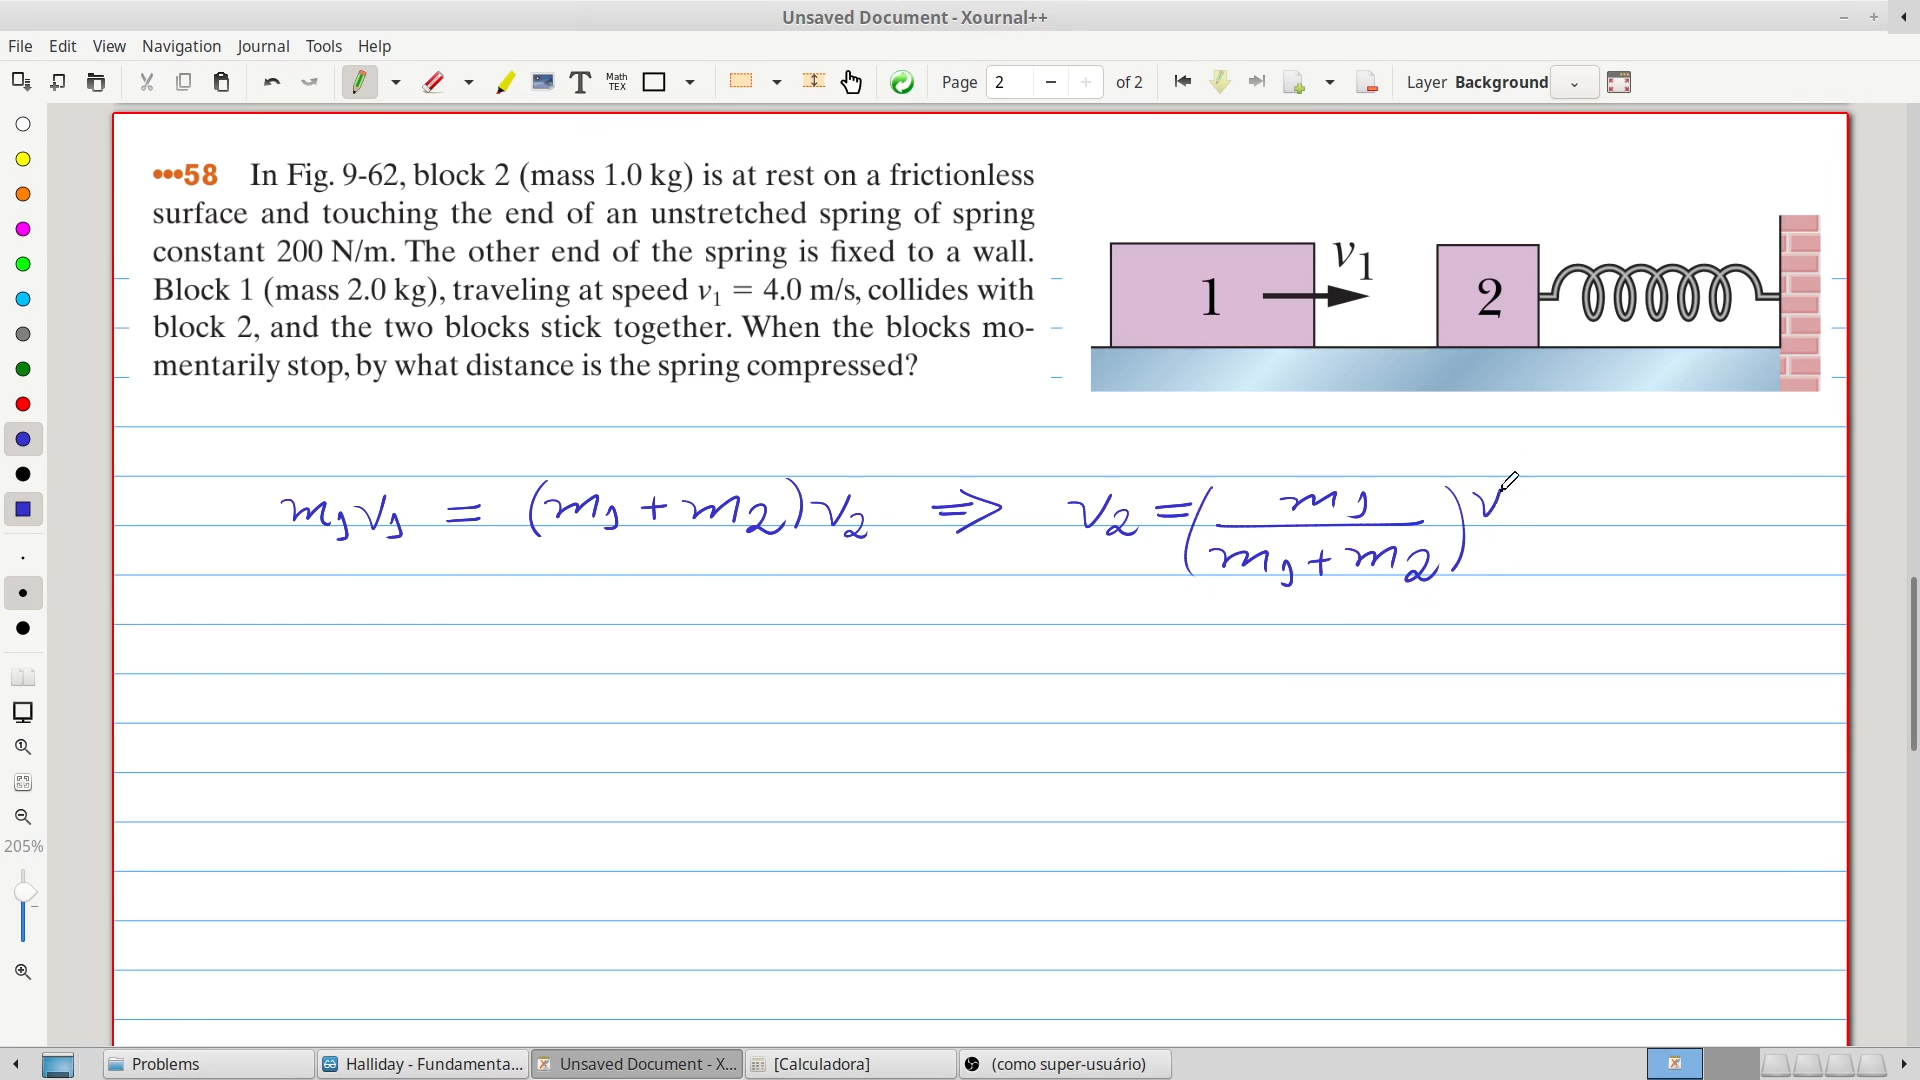 Unsaved Document - Xournal++
File Edit View Navigation Journal Tools Help
Math TEX Page 2 of 2 Layer Background
•••58 In Fig. 9-62, block 2 (mass 1.0 kg) is at rest on a frictionless
surface and touching the end of an unstretched spring of spring
constant 200 N/m. The other end of the spring is fixed to a wall.
Block 1 (mass 2.0 kg), traveling at speed v₁ = 4.0 m/s, collides with
block 2, and the two blocks stick together. When the blocks mo-
mentarily stop, by what distance is the spring compressed?
1 v₁ 2
m₁v₁ = (m₁ + m₂)v₂ ⇒ v₂ = (m₁ / (m₁ + m₂)) v
205%
Problems Halliday - Fundamenta... Unsaved Document - X... [Calculadora] (como super-usuário)